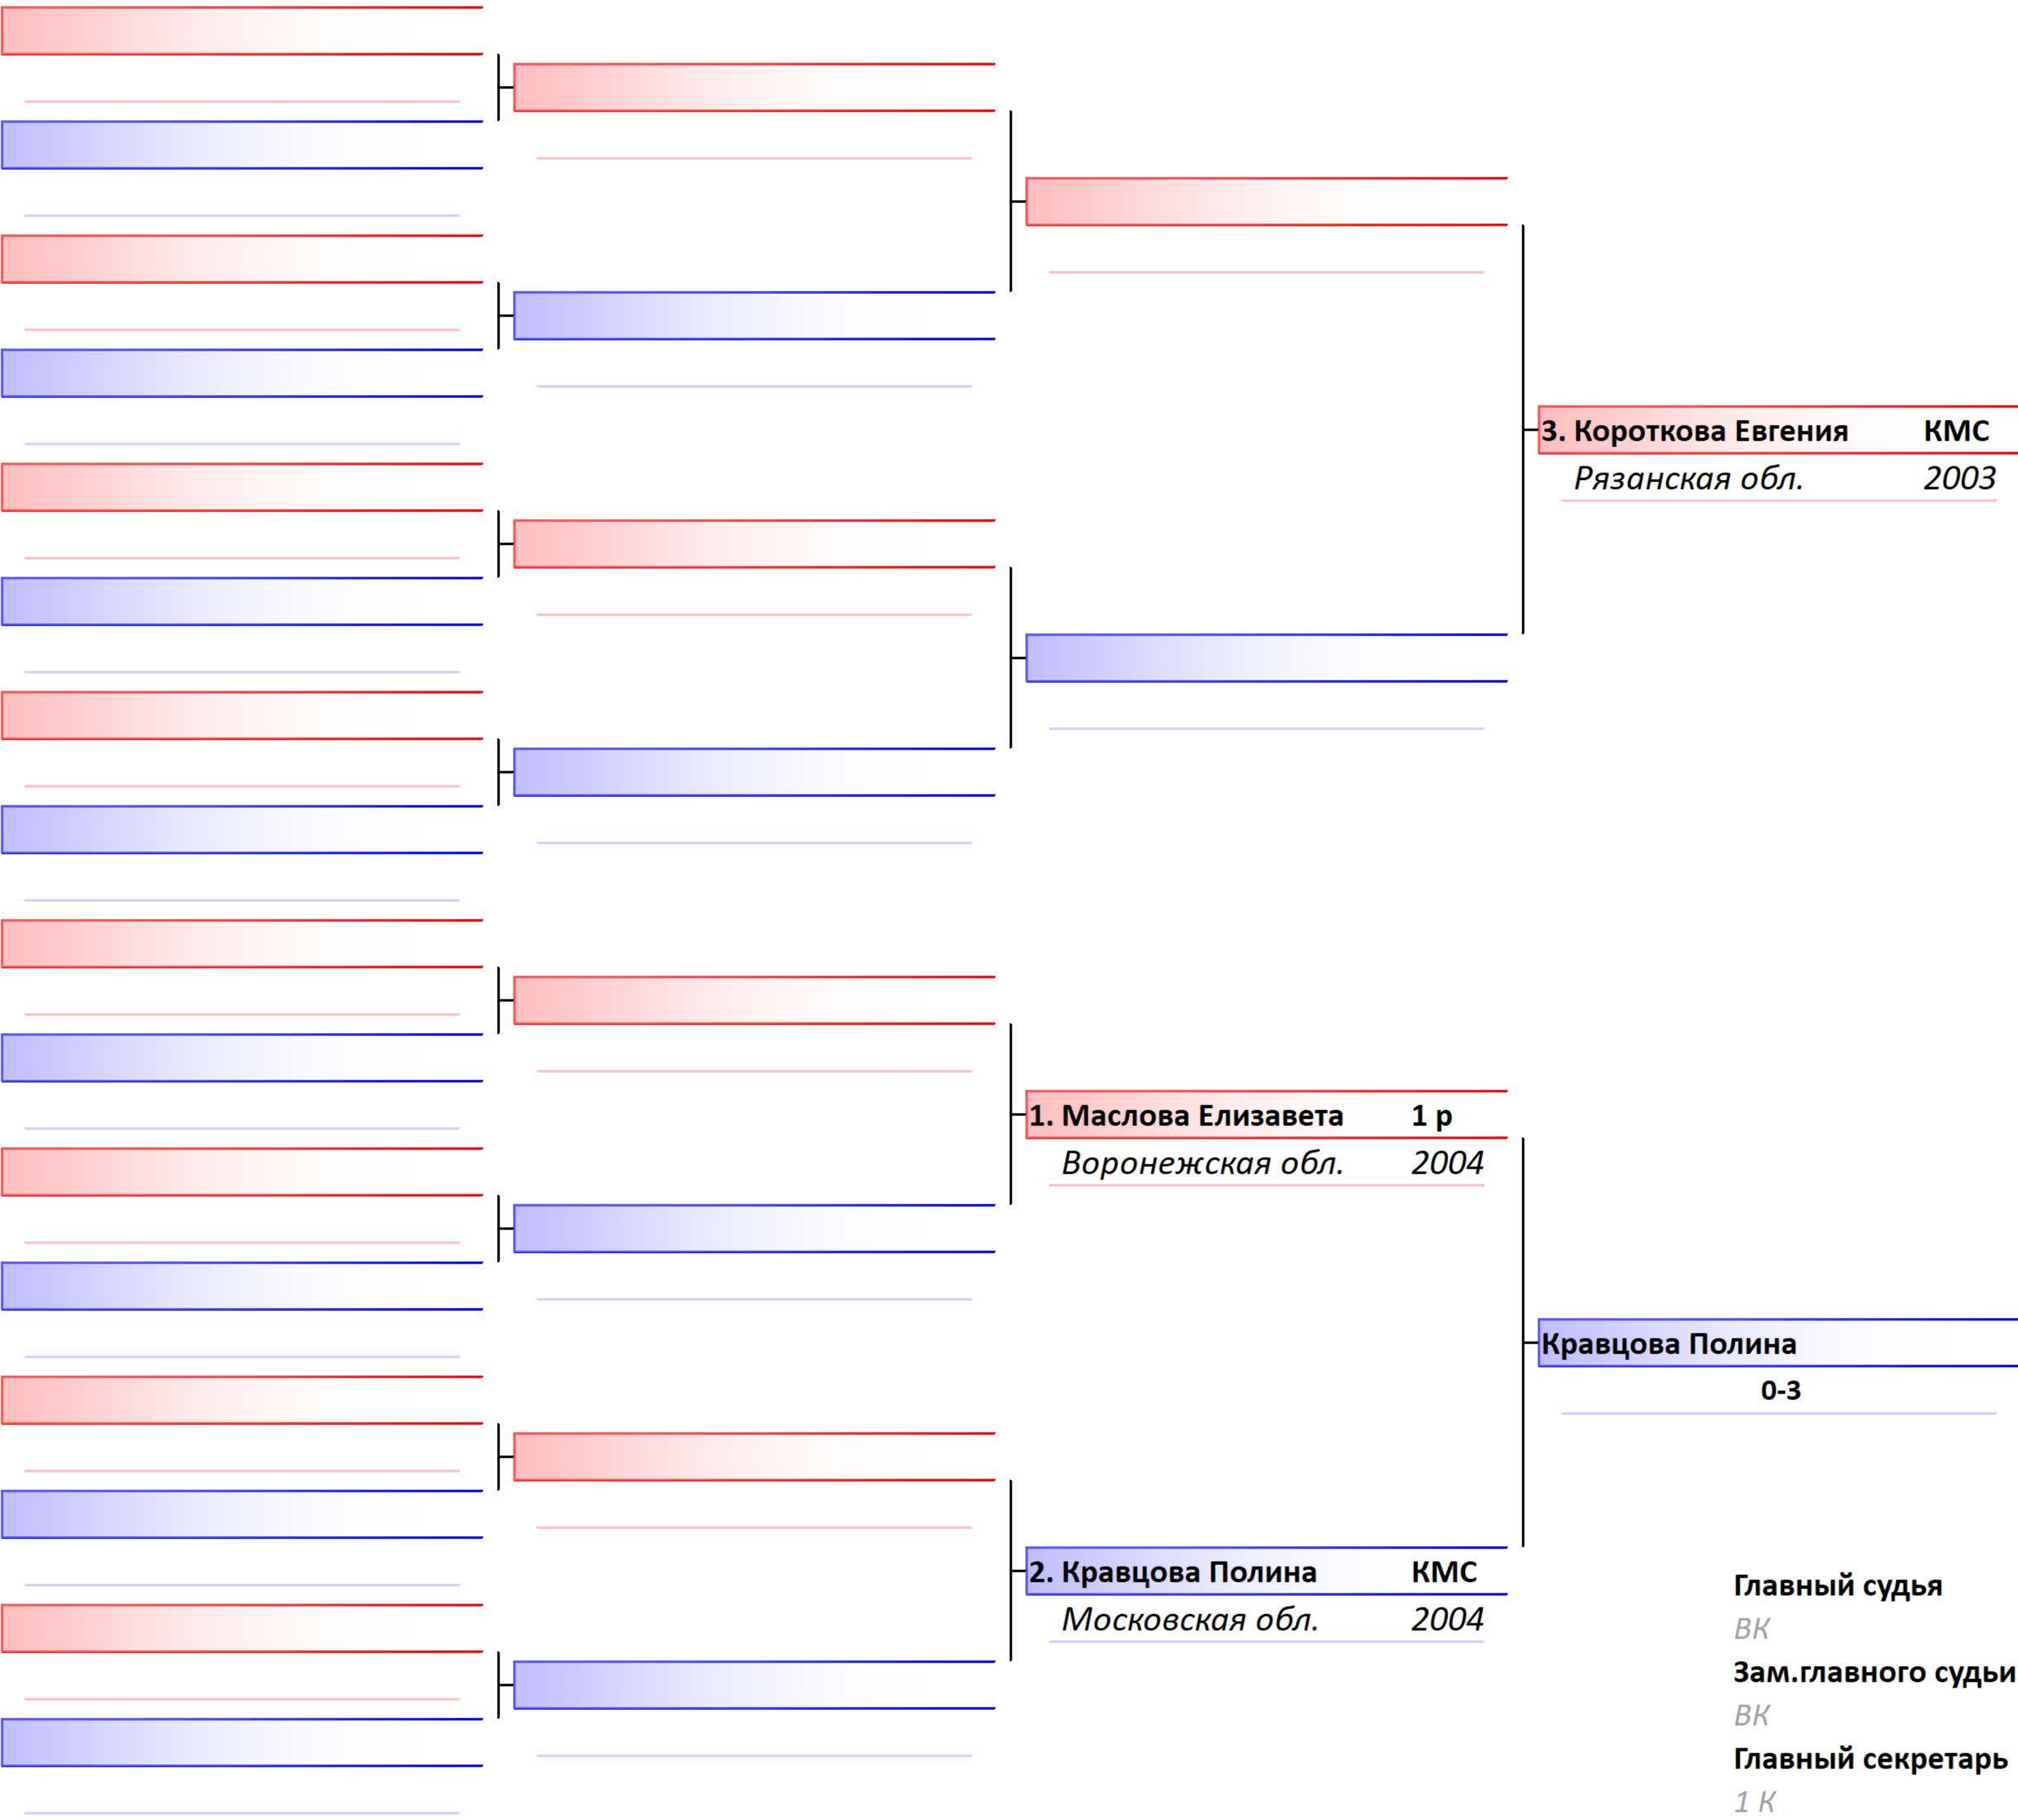 3. Короткова Евгения КМС
Рязанская обл. 2003
1. Маслова Елизавета 1 р
Воронежская обл. 2004
Кравцова Полина
0-3
2. Кравцова Полина КМС
Московская обл. 2004
Главный судья
ВК
Зам.главного судьи
ВК
Главный секретарь
1 К